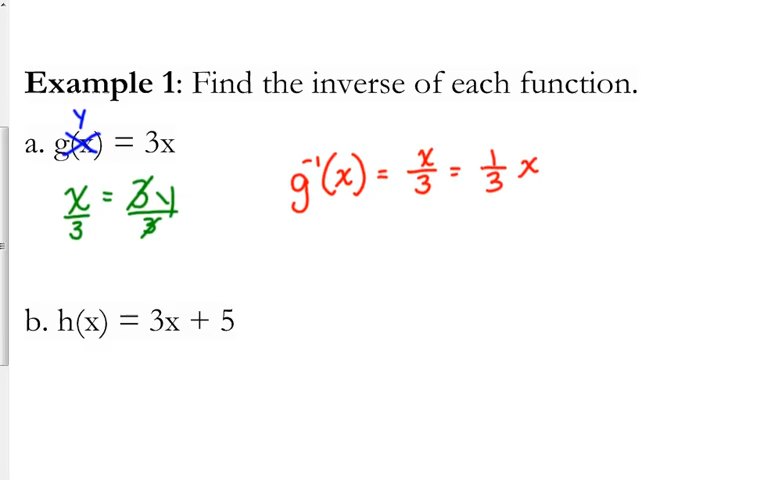 Example 1: Find the inverse of each function.
y
a. g(x) = 3x
x/3 = 3y/3
g⁻¹(x) = x/3 = 1/3 x
b. h(x) = 3x + 5